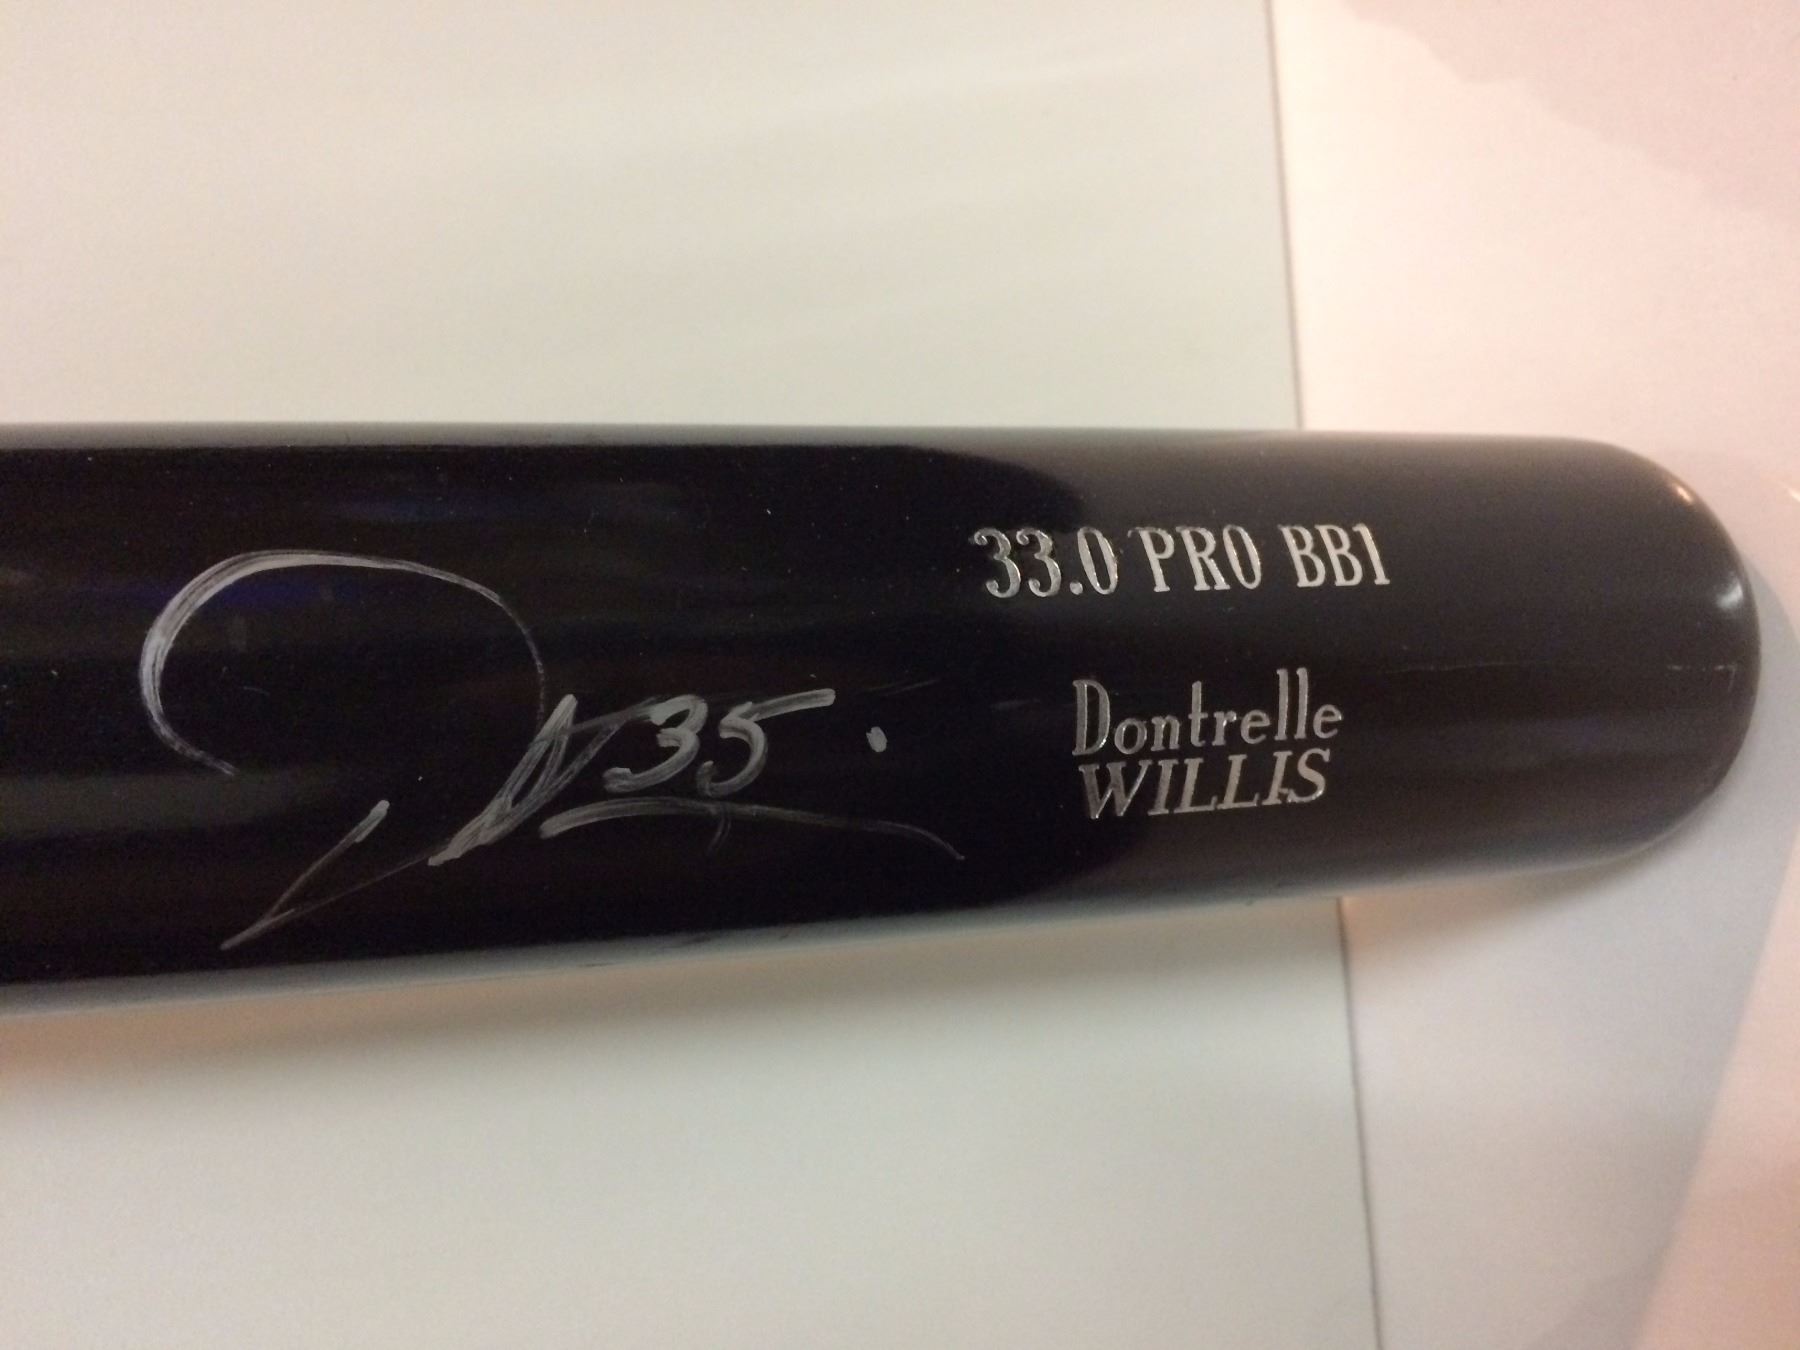 33.0 PRO BB1
Dontrelle
WILLIS
35